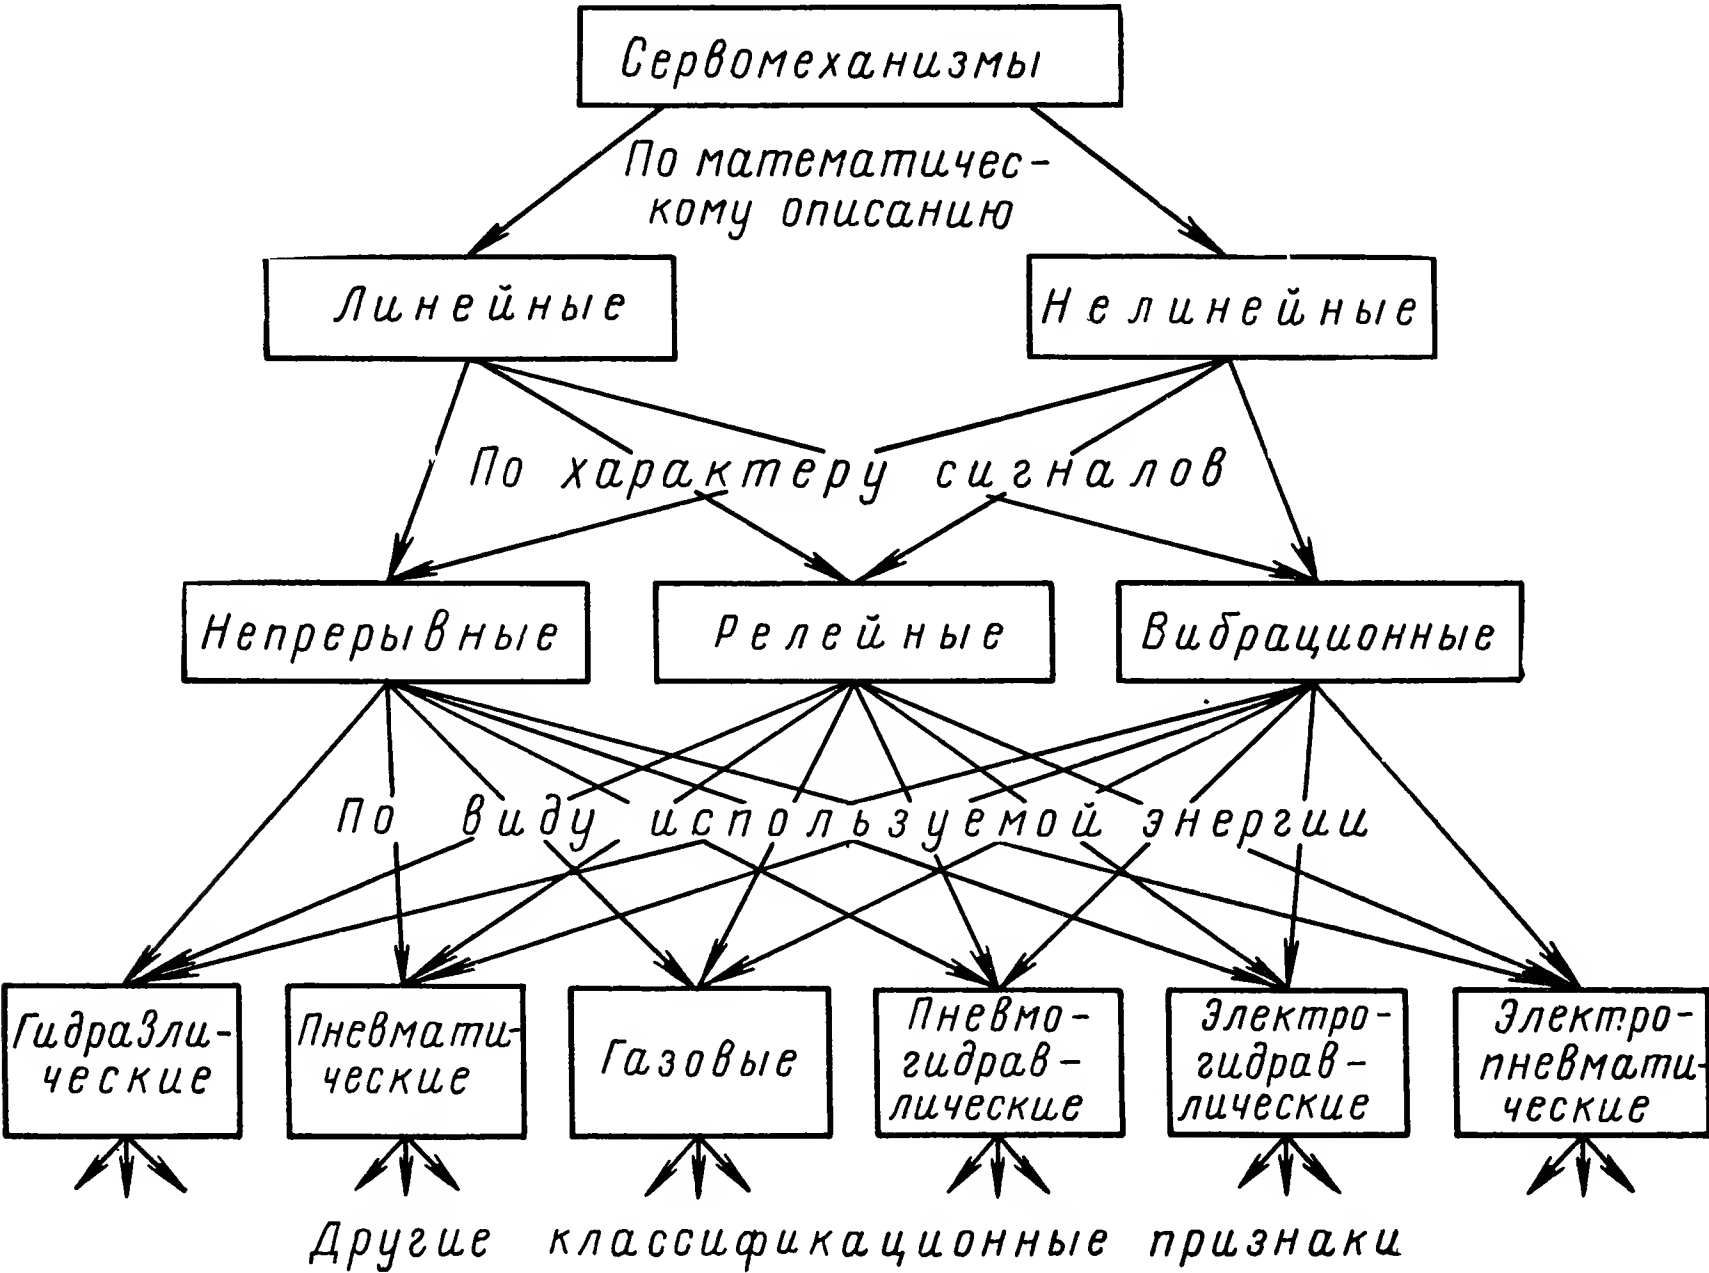 Сервомеханизмы
По математичес-
кому описанию
Линейные
Нелинейные
По характеру сигналов
Непрерывные
Релейные
Вибрационные
По виду используемой энергии
Гидравли-
ческие
Пневмати-
ческие
Газовые
Пневмо-
гидрав-
лические
Электро-
гидрав-
лические
Электро-
пневмати-
ческие
Другие классификационные признаки